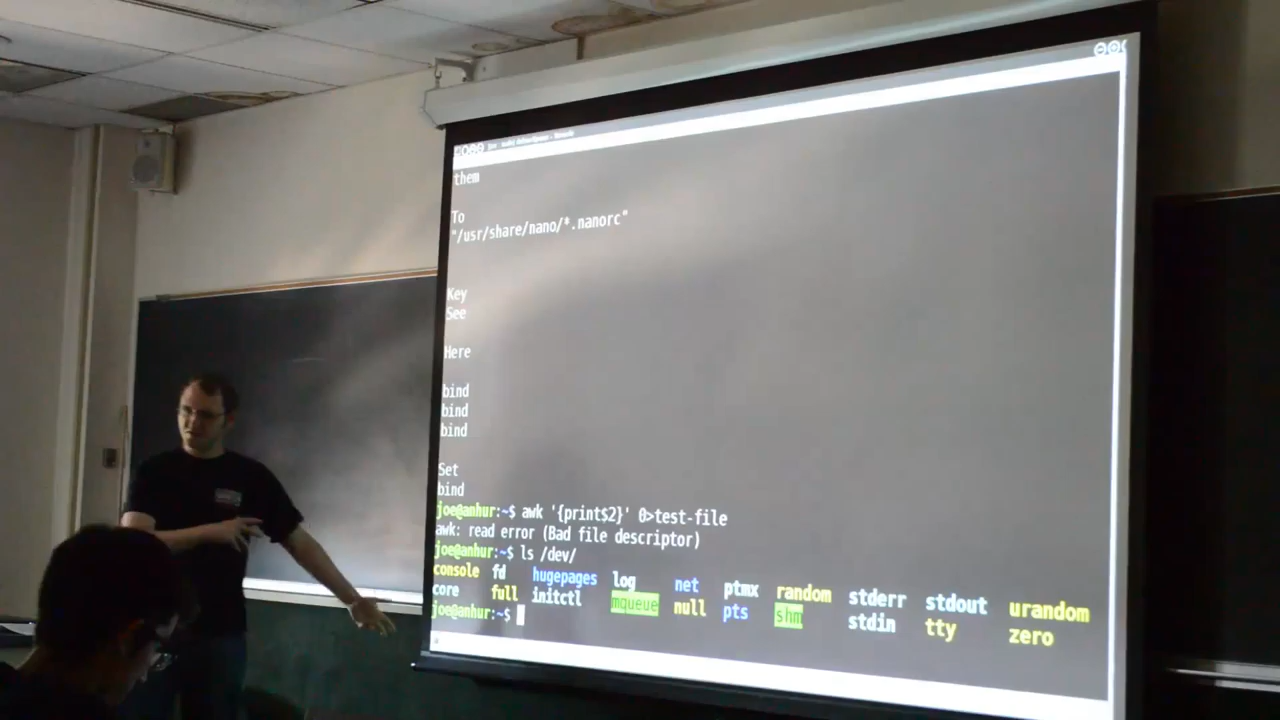 them
To
"/usr/share/nano/*.nanorc"
Key
See
Here
bind
bind
bind
Set
bind
joe@anhur:~$ awk '{print$2}' 0>test-file
awk: read error (Bad file descriptor)
joe@anhur:~$ ls /dev/
console fd hugepages log net ptmx random stderr stdout urandom
core full initctl mqueue null pts shm stdin tty zero
joe@anhur:~$